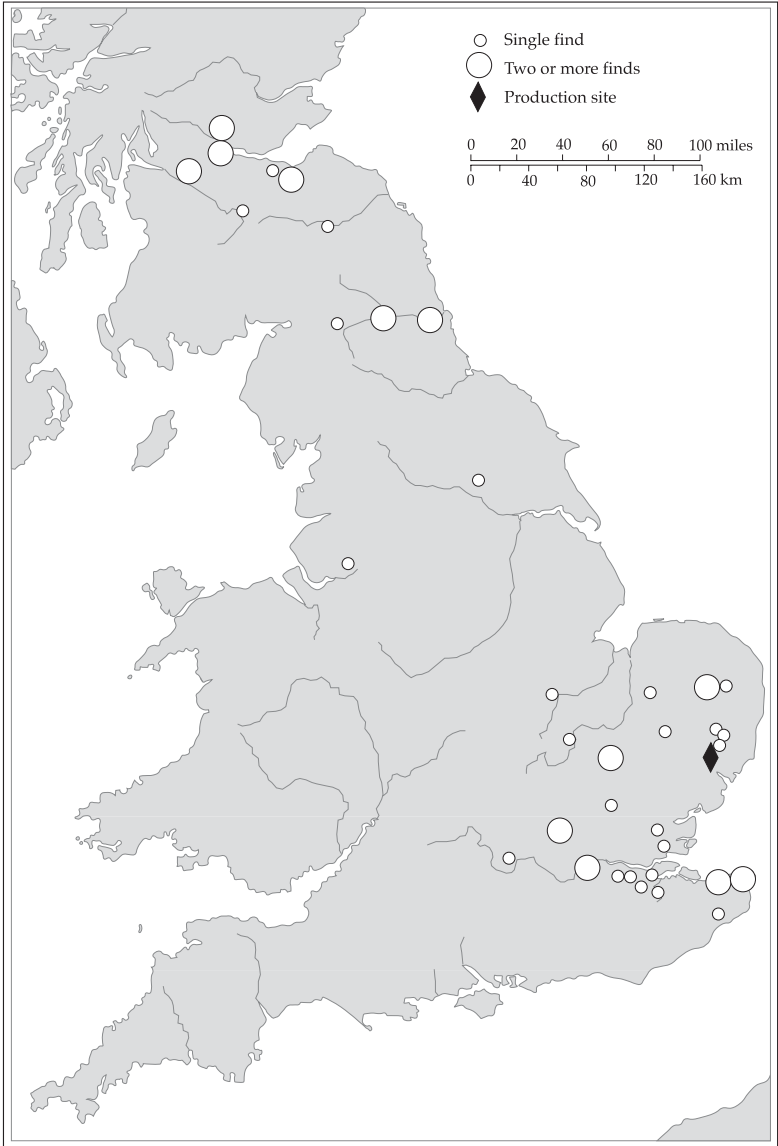 Single find
Two or more finds
Production site
0 20 40 60 80 100 miles
0 40 80 120 160 km